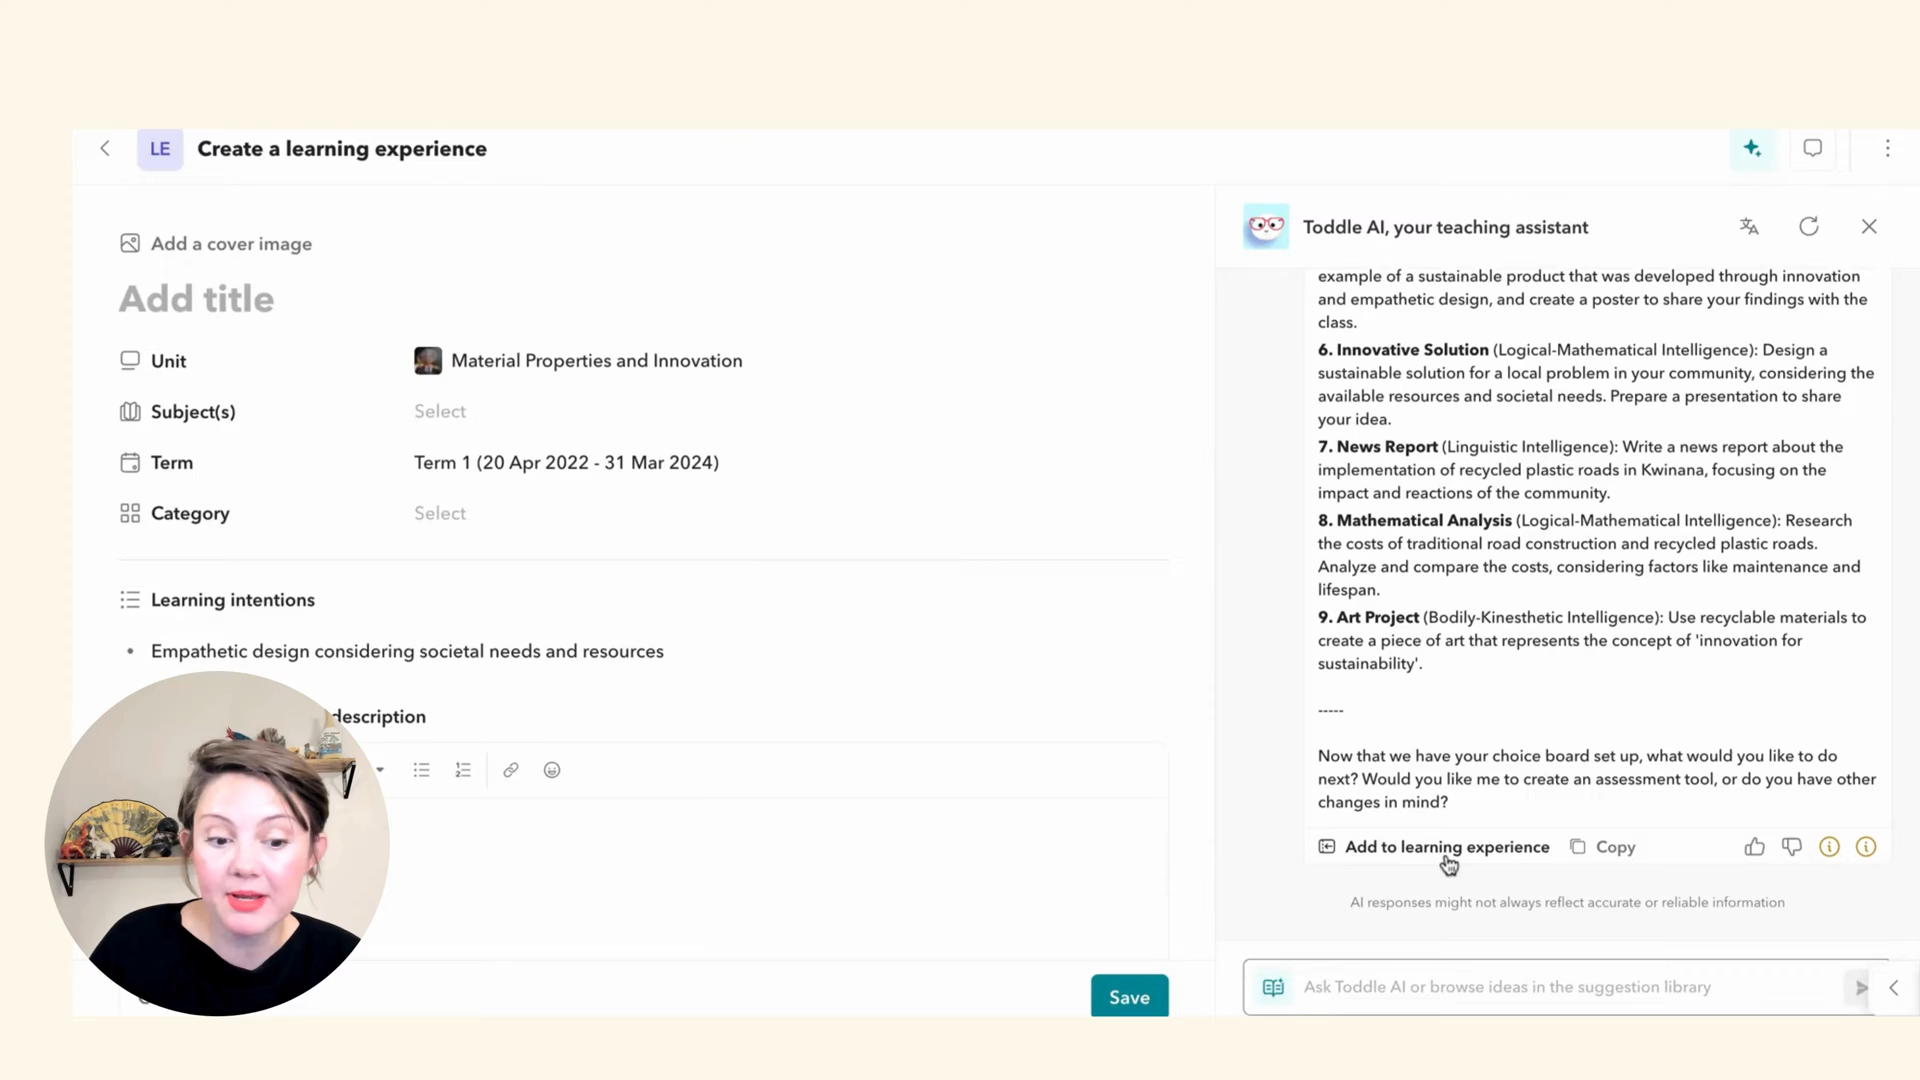 LE Create a learning experience
Add a cover image
Add title
Unit Material Properties and Innovation
Subject(s) Select
Term Term 1 (20 Apr 2022 - 31 Mar 2024)
Category Select
Learning intentions
• Empathetic design considering societal needs and resources
description
Save
Toddle AI, your teaching assistant
example of a sustainable product that was developed through innovation
and empathetic design, and create a poster to share your findings with the
class.
6. Innovative Solution (Logical-Mathematical Intelligence): Design a
sustainable solution for a local problem in your community, considering the
available resources and societal needs. Prepare a presentation to share
your idea.
7. News Report (Linguistic Intelligence): Write a news report about the
implementation of recycled plastic roads in Kwinana, focusing on the
impact and reactions of the community.
8. Mathematical Analysis (Logical-Mathematical Intelligence): Research
the costs of traditional road construction and recycled plastic roads.
Analyze and compare the costs, considering factors like maintenance and
lifespan.
9. Art Project (Bodily-Kinesthetic Intelligence): Use recyclable materials to
create a piece of art that represents the concept of 'innovation for
sustainability'.
-----
Now that we have your choice board set up, what would you like to do
next? Would you like me to create an assessment tool, or do you have other
changes in mind?
Add to learning experience Copy
AI responses might not always reflect accurate or reliable information
Ask Toddle AI or browse ideas in the suggestion library